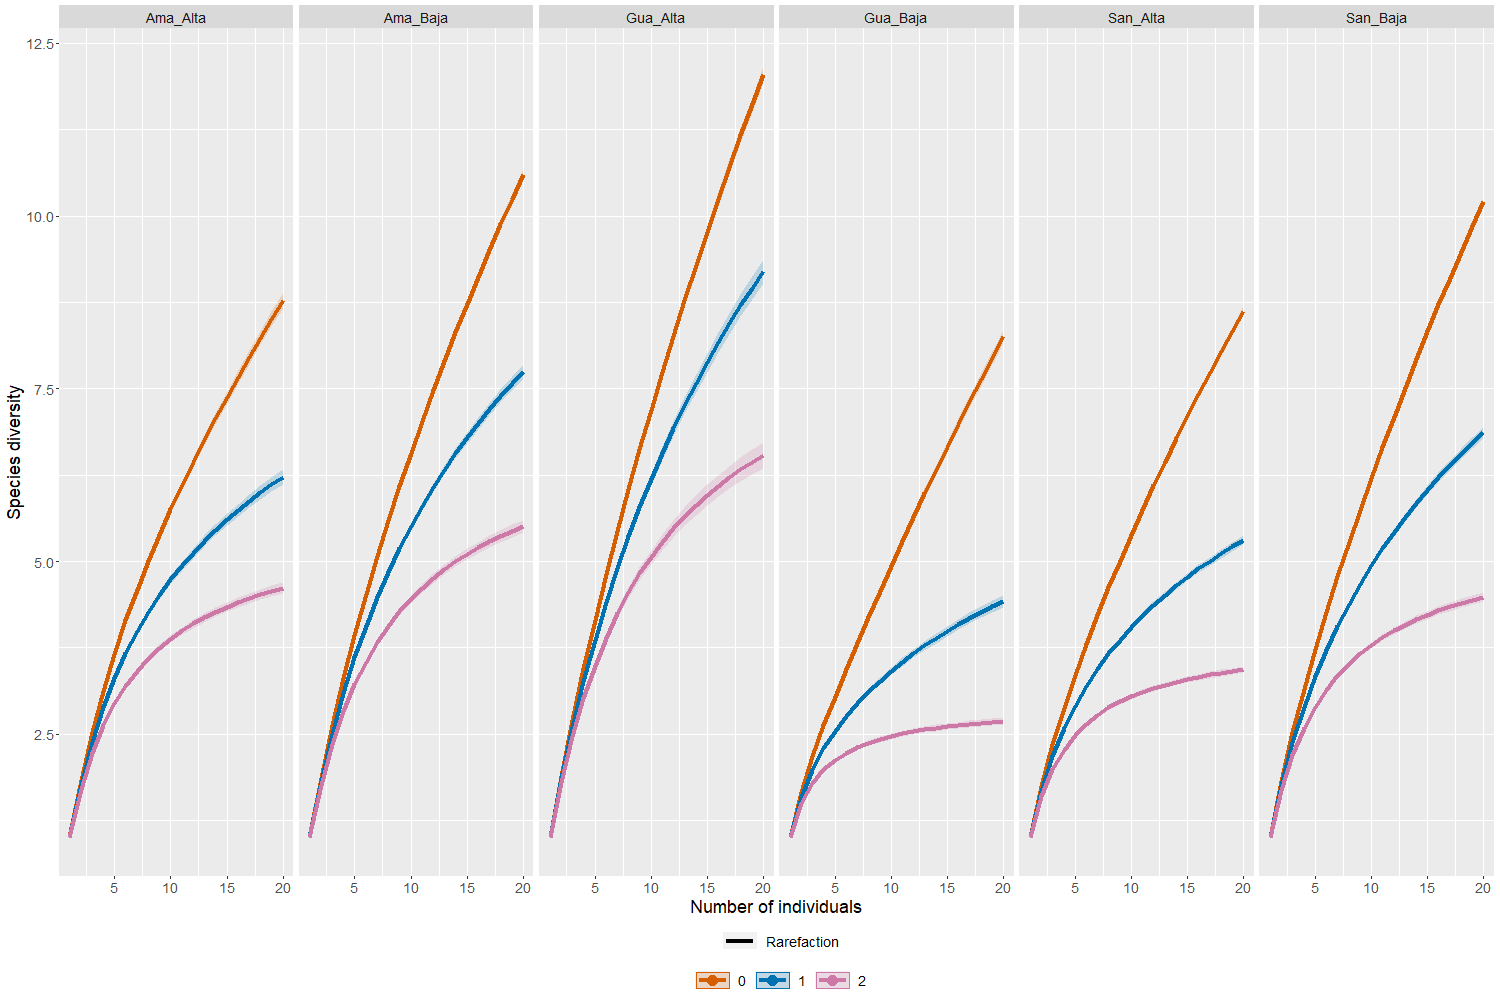 Ama_Alta Ama_Baja Gua_Alta Gua_Baja San_Alta San_Baja
12.5
10.0
7.5
5.0
2.5
Species diversity
5 10 15 20 5 10 15 20 5 10 15 20 5 10 15 20 5 10 15 20 5 10 15 20
Number of individuals
Rarefaction
0 1 2